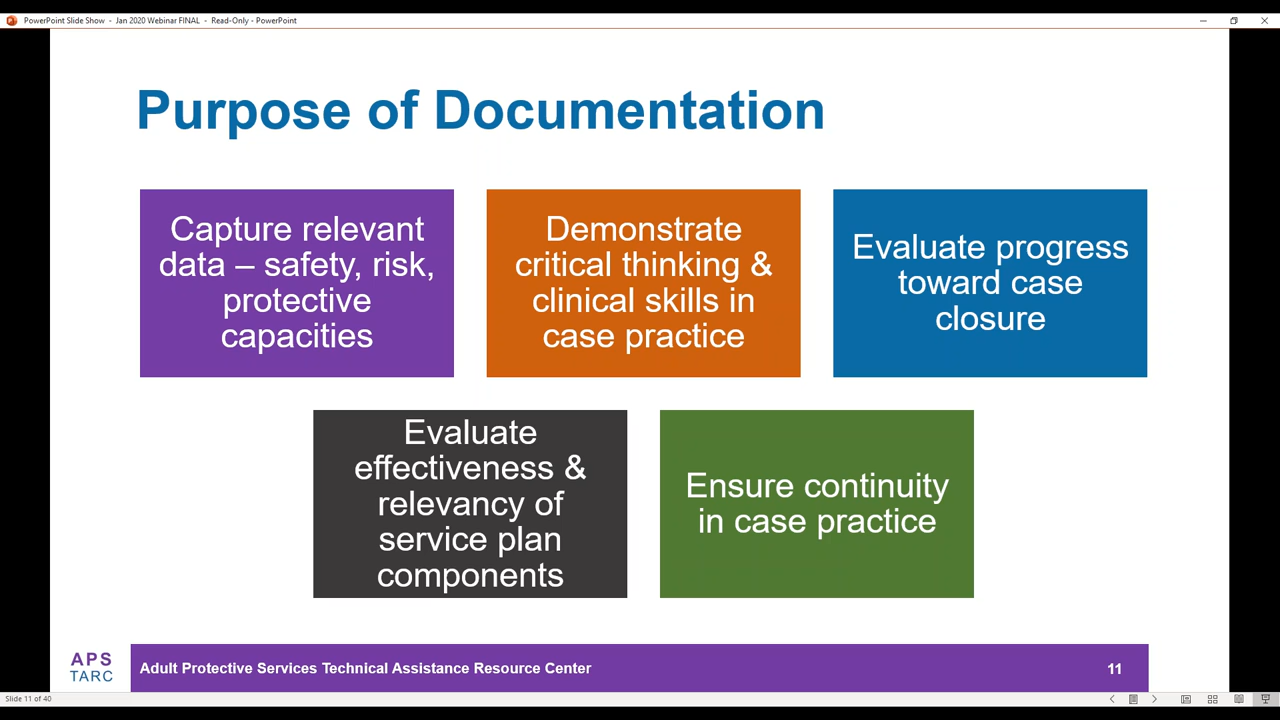 PowerPoint Slide Show - Jan 2020 Webinar FINAL - Read-Only - PowerPoint
Purpose of Documentation
Capture relevant
data – safety, risk,
protective
capacities
Demonstrate
critical thinking &
clinical skills in
case practice
Evaluate progress
toward case
closure
Evaluate
effectiveness &
relevancy of
service plan
components
Ensure continuity
in case practice
APS
TARC
Adult Protective Services Technical Assistance Resource Center
11
Slide 11 of 40